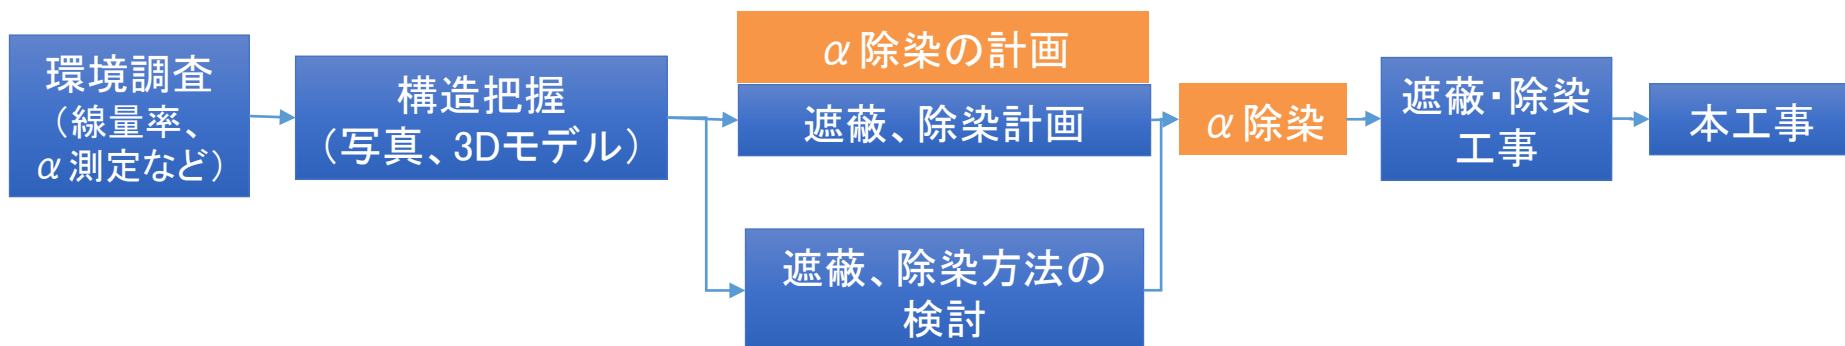 環境調査
（線量率、
α測定など）
構造把握
（写真、3Dモデル）
α除染の計画
遮蔽、除染計画
遮蔽、除染方法の
検討
α除染
遮蔽・除染
工事
本工事